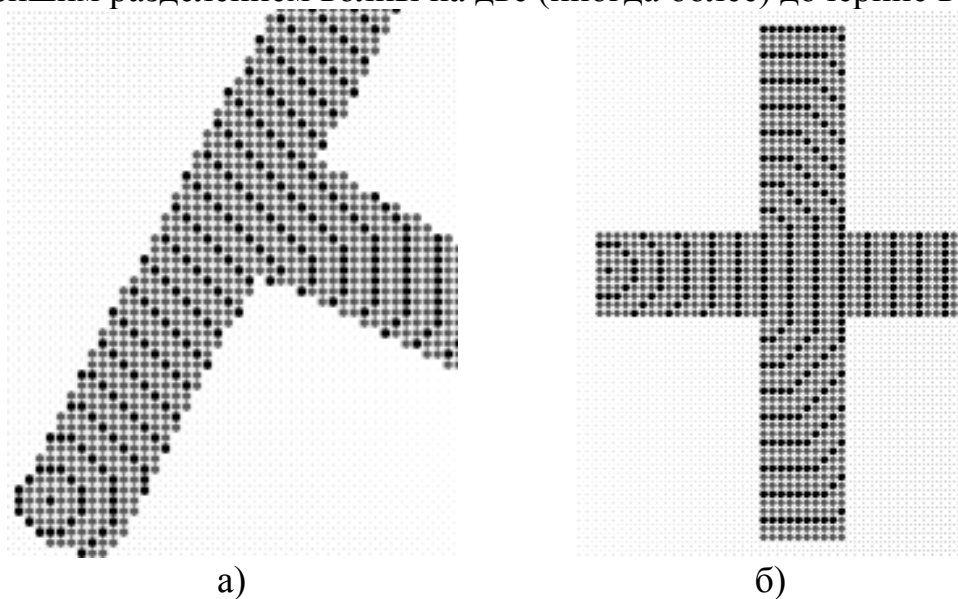 разделением волны на две (иногда более) дочерние в
а) б)